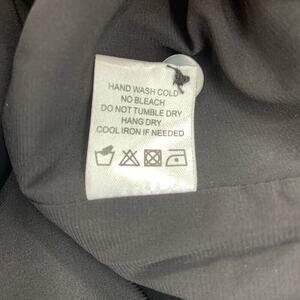 HAND WASH COLD
NO BLEACH
DO NOT TUMBLE DRY
HANG DRY
COOL IRON IF NEEDED